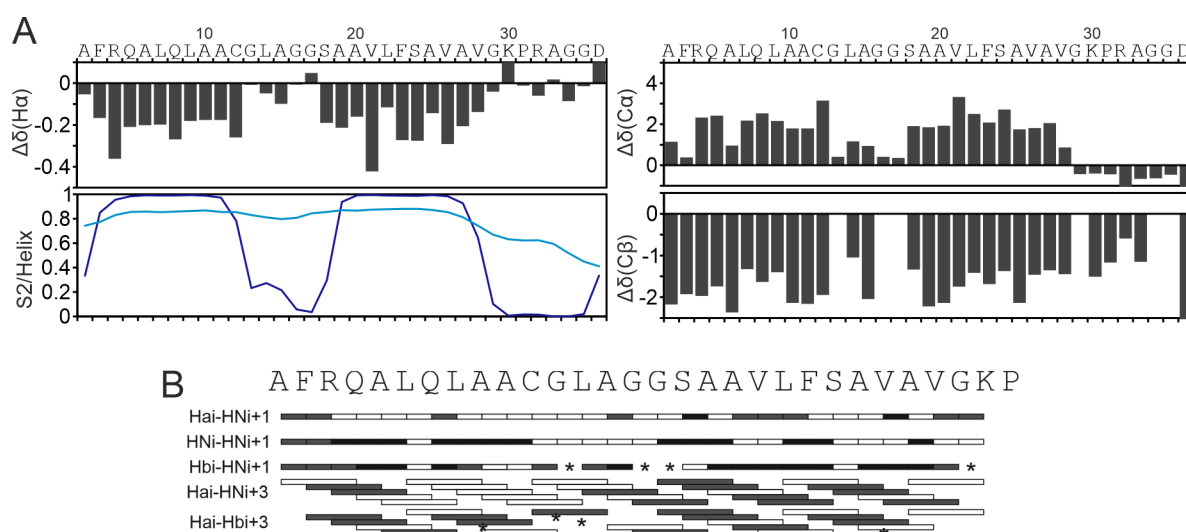 A
10 20 30
AFRQALQLAACGLAGGSAAVLFSAVAVGKPRAGGD
Δδ(Hα)
0
-0.2
-0.4
S2/Helix
1
0.8
0.6
0.4
0.2
0
10 20 30
AFRQALQLAACGLAGGSAAVLFSAVAVGKPRAGGD
Δδ(Cα)
4
2
0
Δδ(Cβ)
0
-1
-2
B
AFRQALQLAACGLAGGSAAVLFSAVAVGKP
Hai-HNi+1
HNi-HNi+1
Hbi-HNi+1 * * * *
Hai-HNi+3
Hai-Hbi+3 * * * *